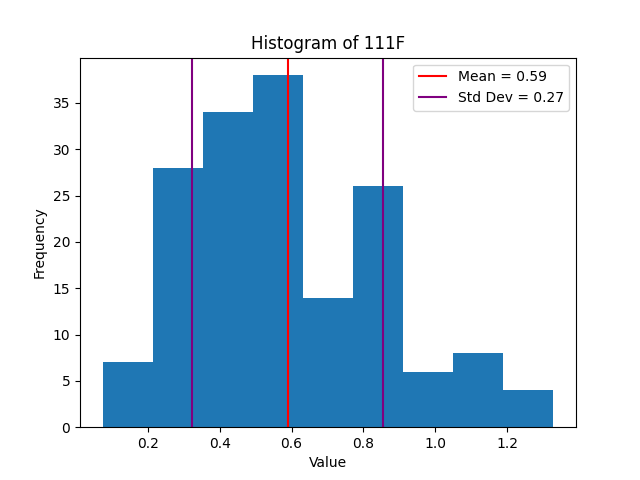 Histogram of 111F
Mean = 0.59
Std Dev = 0.27
Frequency
35
30
25
20
15
10
5
0
0.2 0.4 0.6 0.8 1.0 1.2
Value